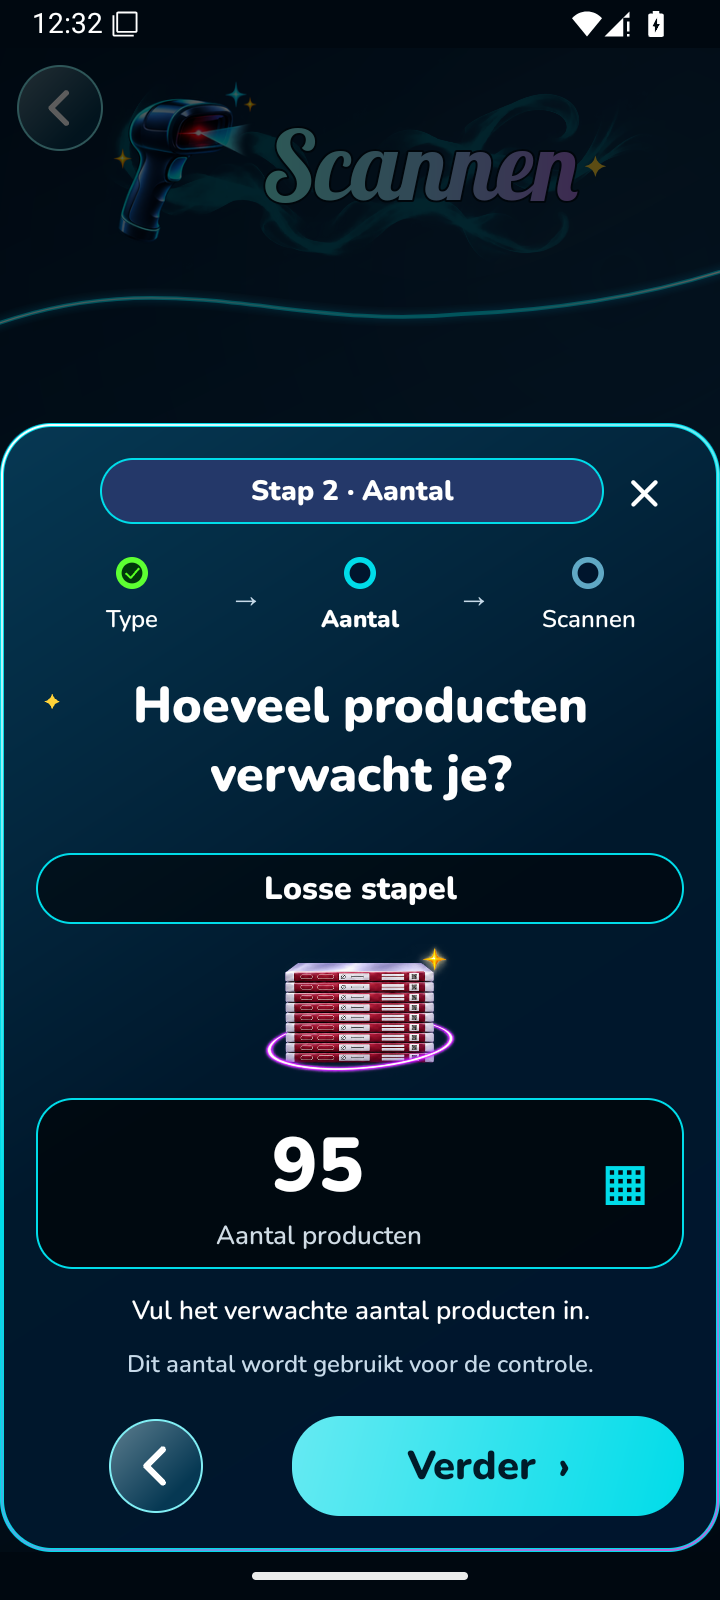 12:32
Scannen
Stap 2 · Aantal
Type → Aantal → Scannen
Hoeveel producten
verwacht je?
Losse stapel
95
Aantal producten
Vul het verwachte aantal producten in.
Dit aantal wordt gebruikt voor de controle.
Verder ›